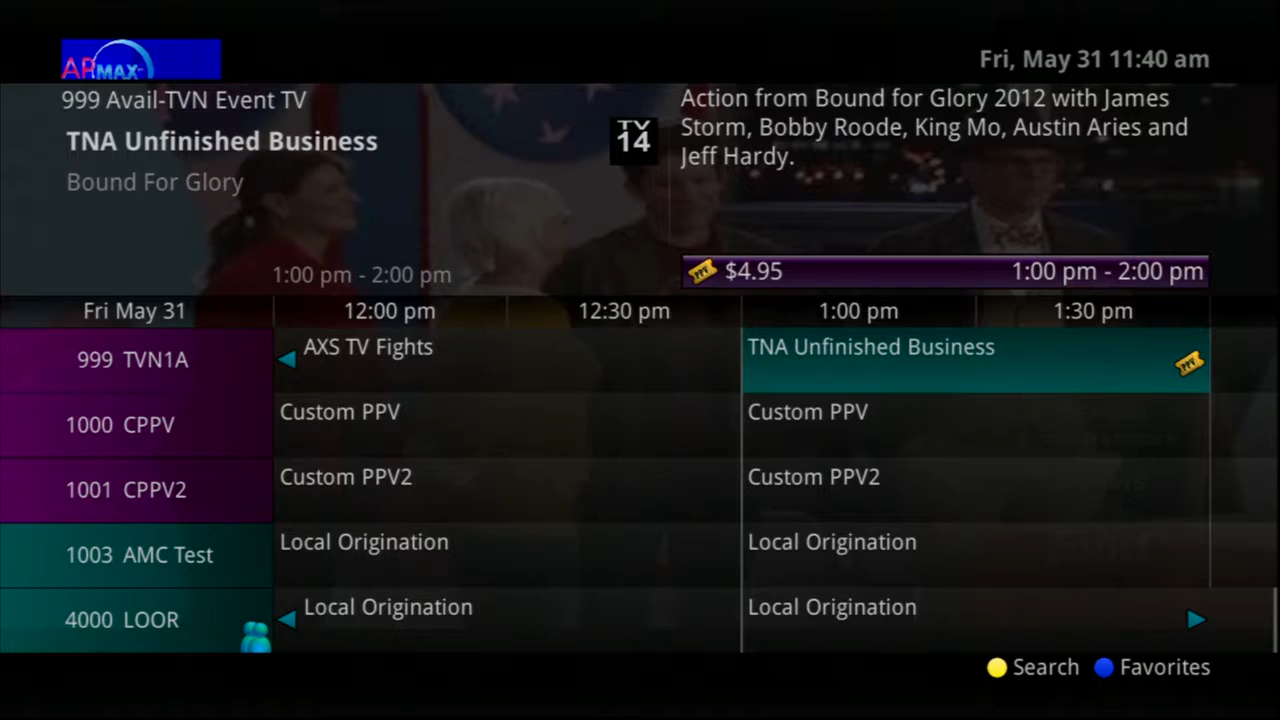 APMAX
Fri, May 31 11:40 am
999 Avail-TVN Event TV
TNA Unfinished Business
Bound For Glory
1:00 pm - 2:00 pm
TV
14
Action from Bound for Glory 2012 with James
Storm, Bobby Roode, King Mo, Austin Aries and
Jeff Hardy.
PPV $4.95 1:00 pm - 2:00 pm
Fri May 31 12:00 pm 12:30 pm 1:00 pm 1:30 pm
999 TVN1A AXS TV Fights TNA Unfinished Business PPV
1000 CPPV Custom PPV Custom PPV
1001 CPPV2 Custom PPV2 Custom PPV2
1003 AMC Test Local Origination Local Origination
4000 LOOR Local Origination Local Origination
Search Favorites